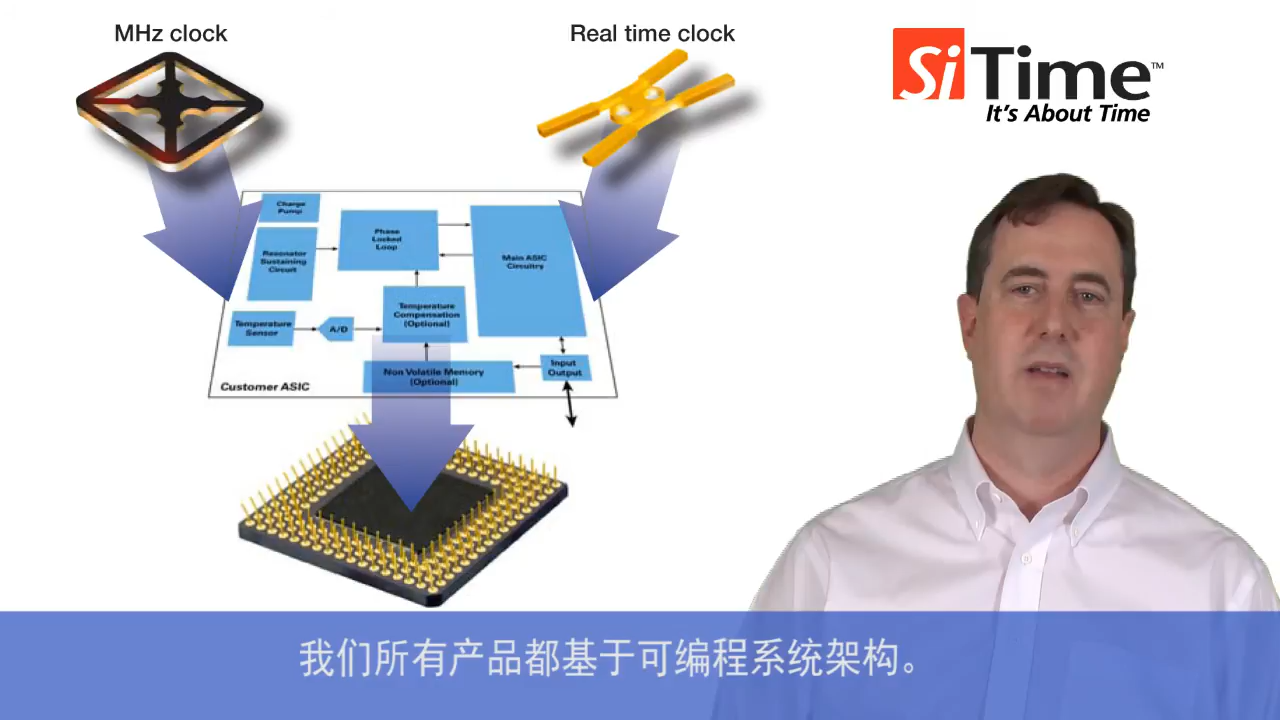 MHz clock
Real time clock
SiTime™
It's About Time
Charge
Pump
Phase
Locked
Loop
Resonator
Sustaining
Circuit
Main ASIC
Circuitry
Temperature
Compensation
(Optional)
Temperature
Sensor
A/D
Non Volatile Memory
(Optional)
Input
Output
Customer ASIC
我们所有产品都基于可编程系统架构。